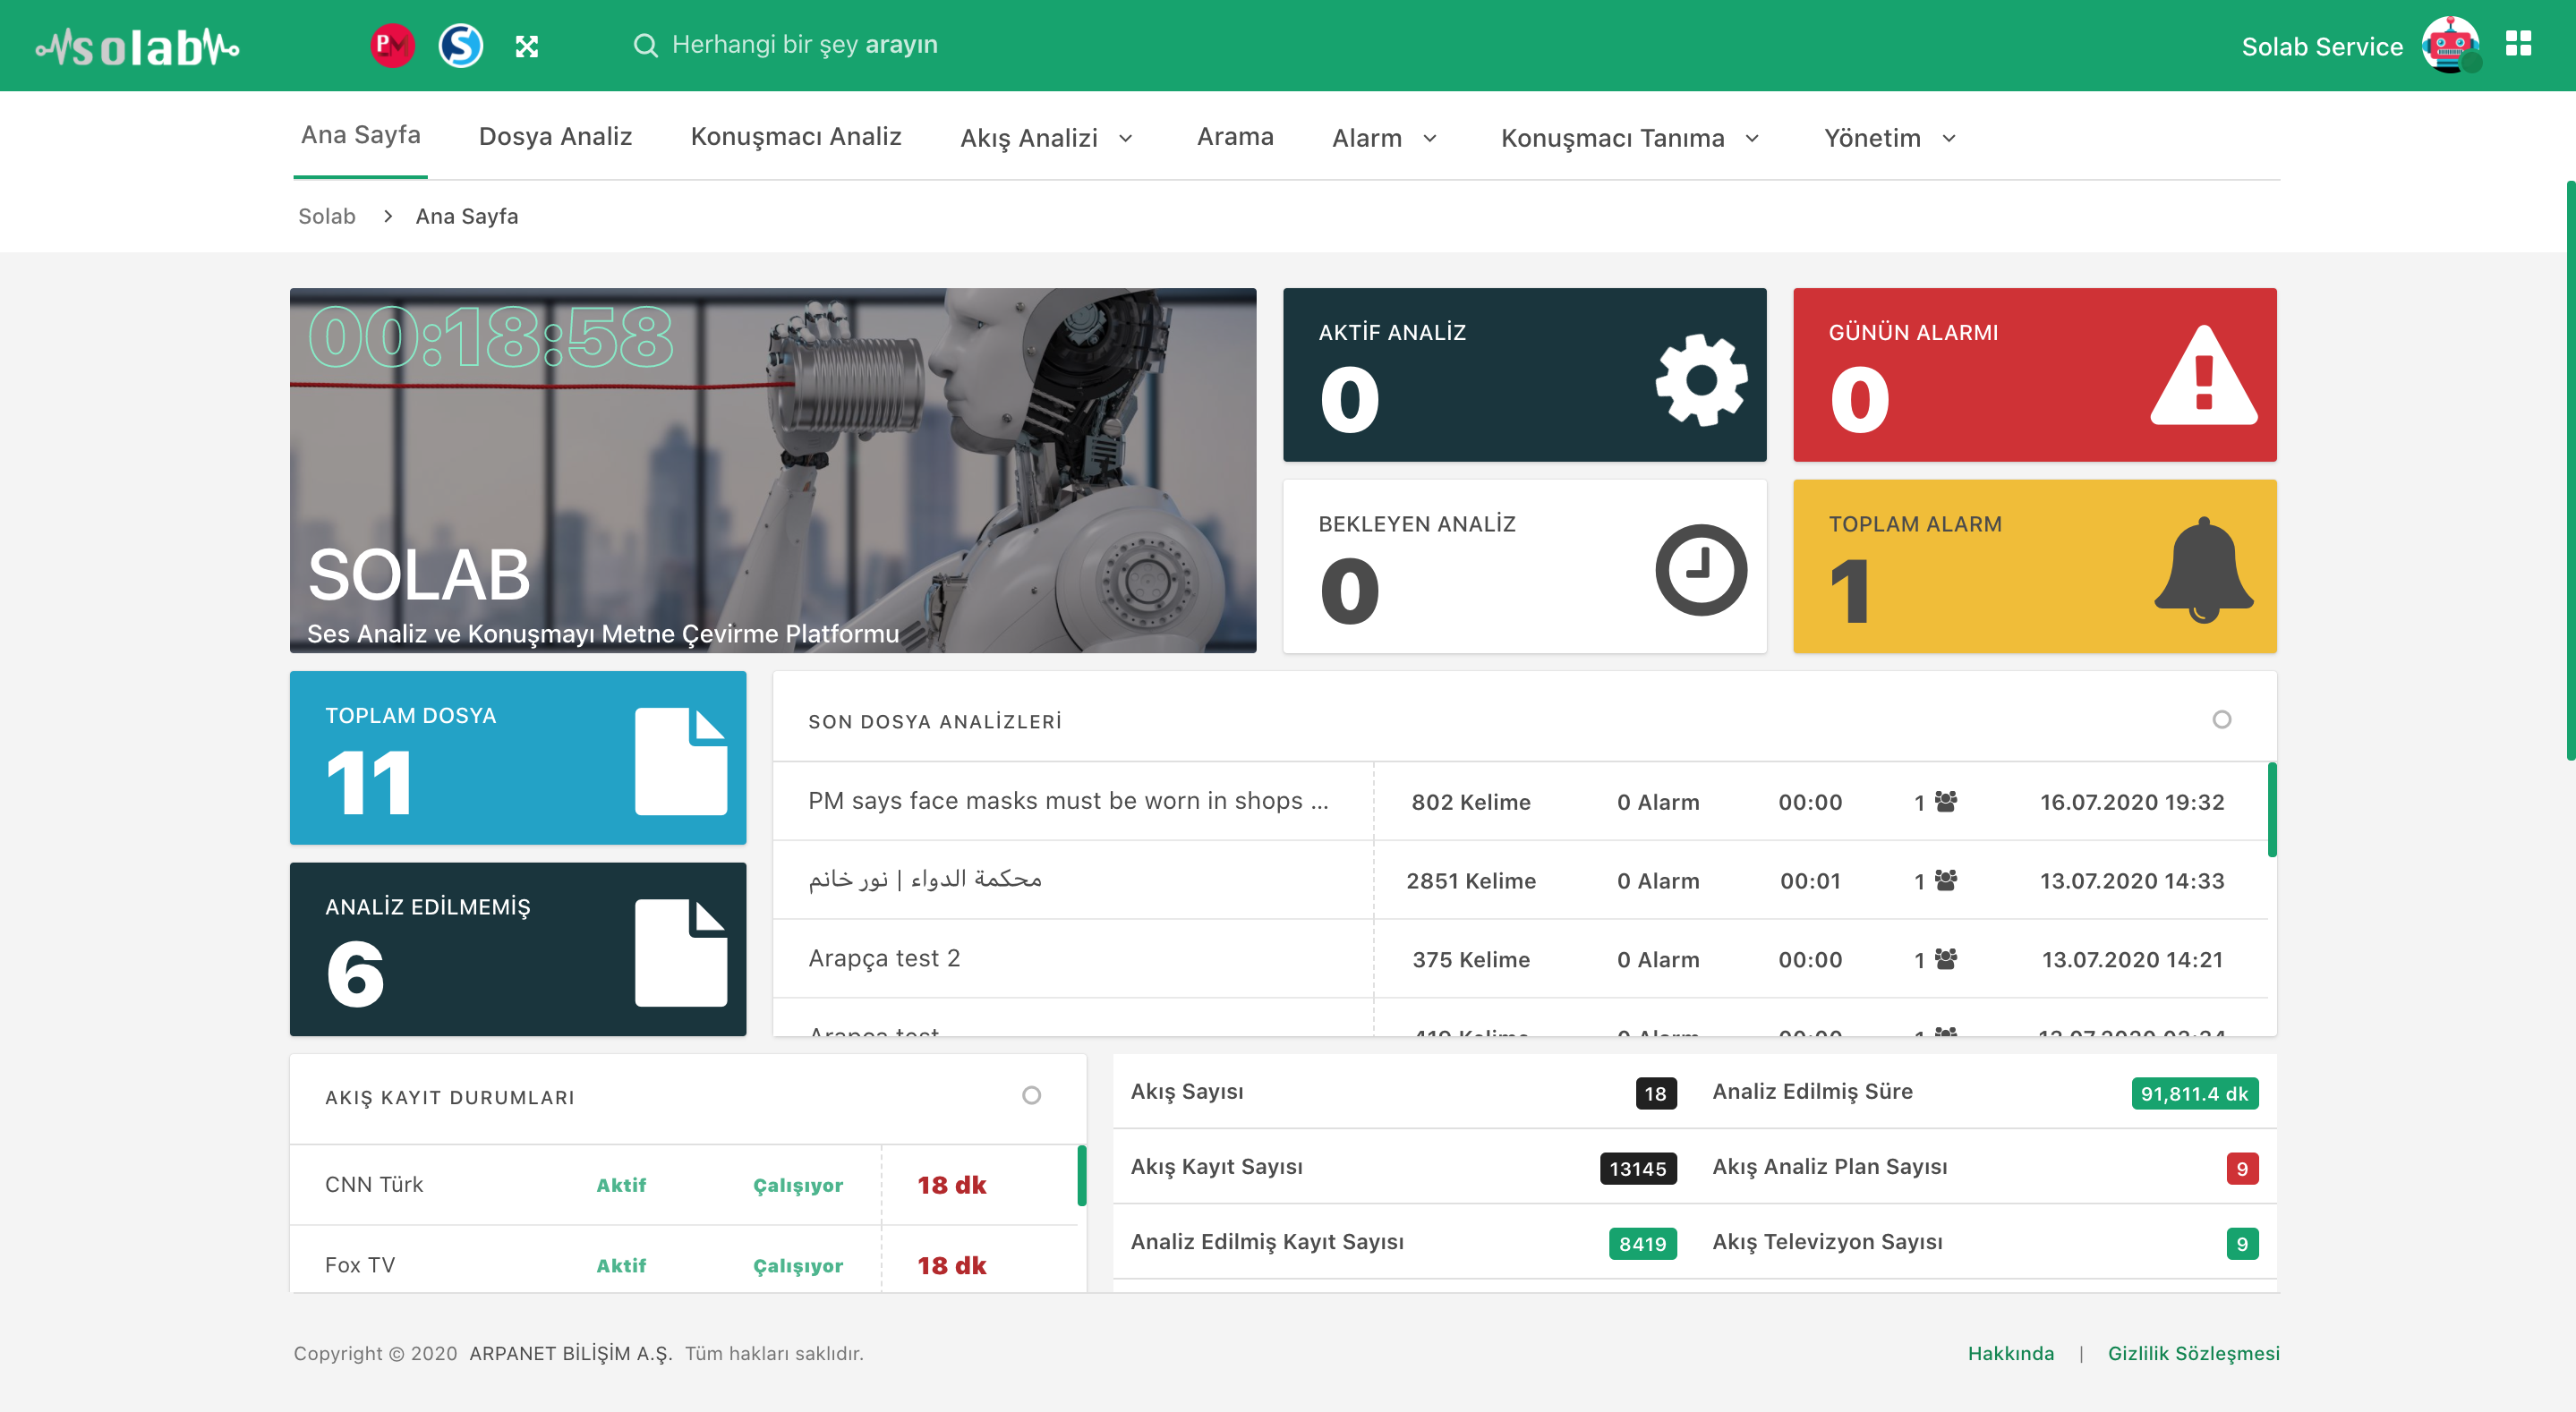 solab
Herhangi bir şey arayın
Solab Service
Ana Sayfa
Dosya Analiz
Konuşmacı Analiz
Akış Analizi
Arama
Alarm
Konuşmacı Tanıma
Yönetim
Solab > Ana Sayfa
00:18:58
SOLAB
Ses Analiz ve Konuşmayı Metne Çevirme Platformu
AKTİF ANALİZ
0
GÜNÜN ALARMI
0
BEKLEYEN ANALİZ
0
TOPLAM ALARM
1
TOPLAM DOSYA
11
ANALİZ EDİLMEMİŞ
6
SON DOSYA ANALİZLERİ
PM says face masks must be worn in shops ... 802 Kelime 0 Alarm 00:00 1 16.07.2020 19:32
محكمة الدواء | نور خانم 2851 Kelime 0 Alarm 00:01 1 13.07.2020 14:33
Arapça test 2 375 Kelime 0 Alarm 00:00 1 13.07.2020 14:21
Arapça test 419 Kelime 0 Alarm 00:00 1
AKIŞ KAYIT DURUMLARI
CNN Türk Aktif Çalışıyor 18 dk
Fox TV Aktif Çalışıyor 18 dk
Akış Sayısı 18 Analiz Edilmiş Süre 91,811.4 dk
Akış Kayıt Sayısı 13145 Akış Analiz Plan Sayısı 9
Analiz Edilmiş Kayıt Sayısı 8419 Akış Televizyon Sayısı 9
Copyright © 2020 ARPANET BİLİŞİM A.Ş. Tüm hakları saklıdır.
Hakkında | Gizlilik Sözleşmesi